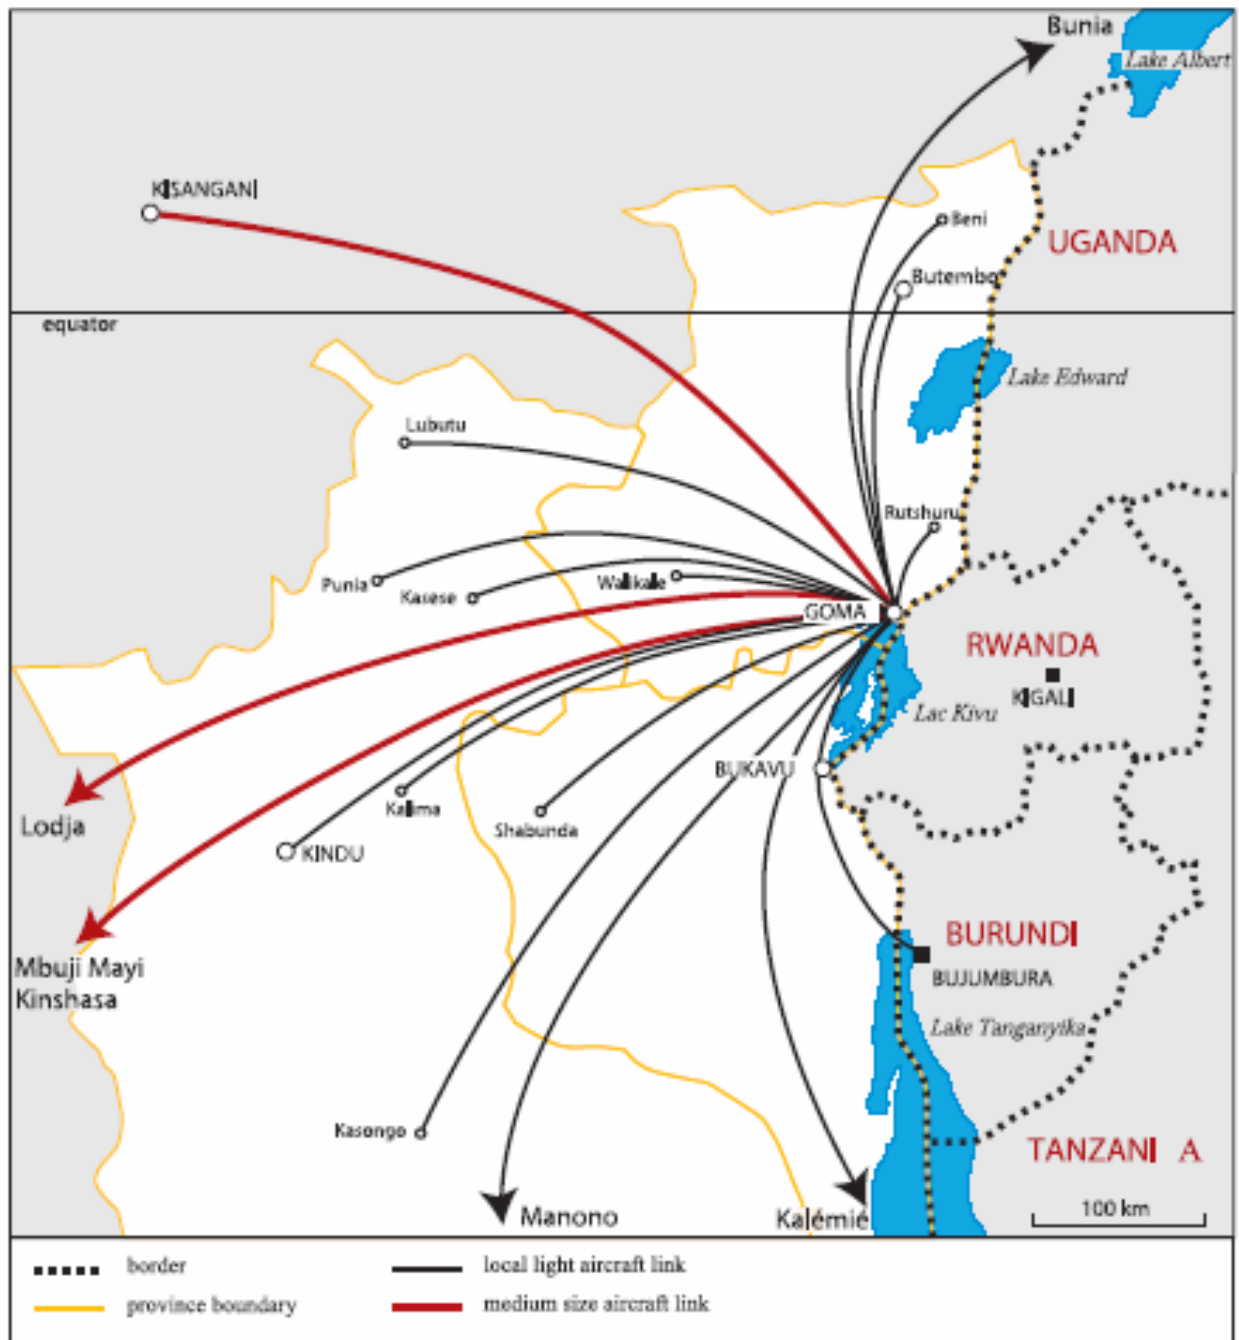 Bunia
Lake Albert
KISANGANI
Beni
UGANDA
Butembo
equator
Lake Edward
Lubutu
Rutshuru
Punia
Kasese
Walikale
GOMA
RWANDA
KIGALI
Lac Kivu
BUKAVU
Kalima
Lodja
Shabunda
KINDU
BURUNDI
Mbuji Mayi
Kinshasa
BUJUMBURA
Lake Tanganyika
Kasongo
TANZANI A
Manono
Kalémié
100 km
border
local light aircraft link
province boundary
medium size aircraft link